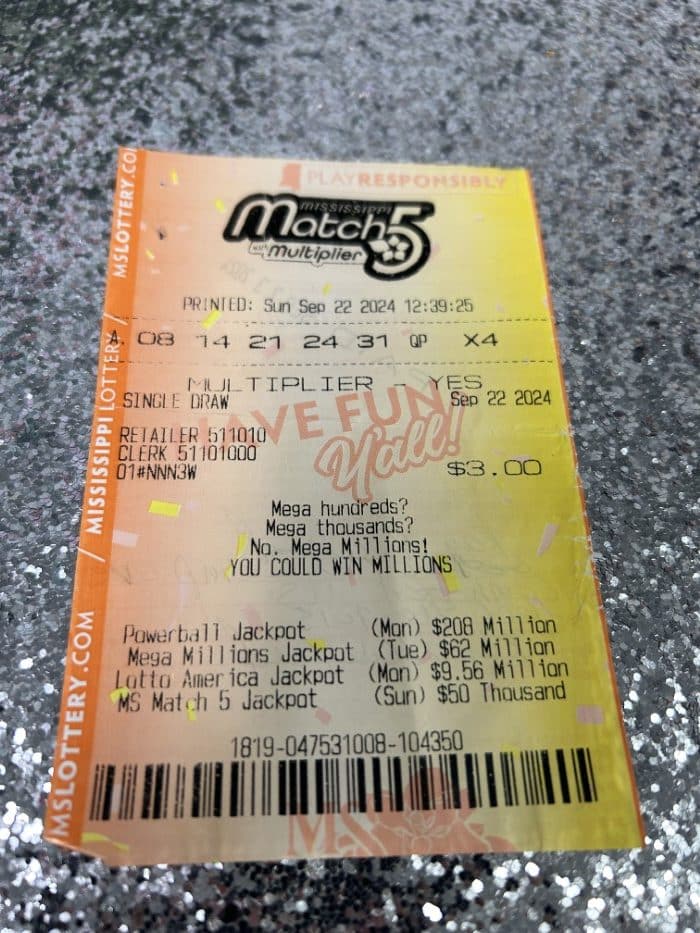 PLAYRESPONSIBLY
MISSISSIPPI
Match 5
with Multiplier
PRINTED: Sun Sep 22 2024 12:39:25
A. 08 14 21 24 31 QP X4
MULTIPLIER - YES
SINGLE DRAW Sep 22 2024
HAVE FUN
Y'all!
RETAILER 511010
CLERK 51101000
01#NNN3W
$3.00
Mega hundreds?
Mega thousands?
No. Mega Millions!
YOU COULD WIN MILLIONS
Powerball Jackpot (Mon) $208 Million
Mega Millions Jackpot (Tue) $62 Million
Lotto America Jackpot (Mon) $9.56 Million
MS Match 5 Jackpot (Sun) $50 Thousand
1819-047531008-104350
MS
MSLOTTERY.COM / MISSISSIPPI LOTTERY / MSLOTTERY.CO